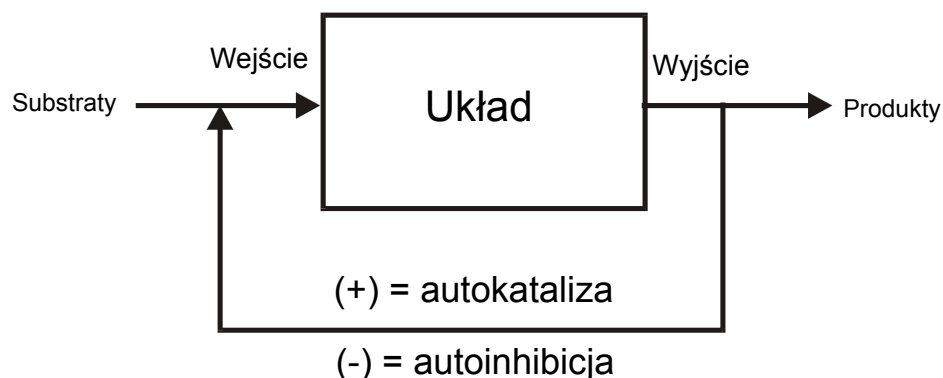 Wejście
Wyjście
Substraty
Układ
Produkty
(+) = autokataliza
(-) = autoinhibicja